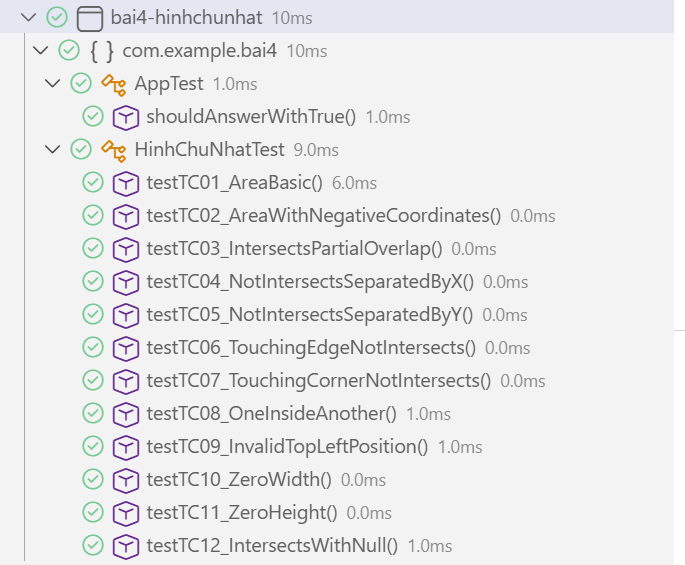 bai4-hinhchunhat 10ms
{ } com.example.bai4 10ms
AppTest 1.0ms
shouldAnswerWithTrue() 1.0ms
HinhChuNhatTest 9.0ms
testTC01_AreaBasic() 6.0ms
testTC02_AreaWithNegativeCoordinates() 0.0ms
testTC03_IntersectsPartialOverlap() 0.0ms
testTC04_NotIntersectsSeparatedByX() 0.0ms
testTC05_NotIntersectsSeparatedByY() 0.0ms
testTC06_TouchingEdgeNotIntersects() 0.0ms
testTC07_TouchingCornerNotIntersects() 0.0ms
testTC08_OneInsideAnother() 1.0ms
testTC09_InvalidTopLeftPosition() 1.0ms
testTC10_ZeroWidth() 0.0ms
testTC11_ZeroHeight() 0.0ms
testTC12_IntersectsWithNull() 1.0ms